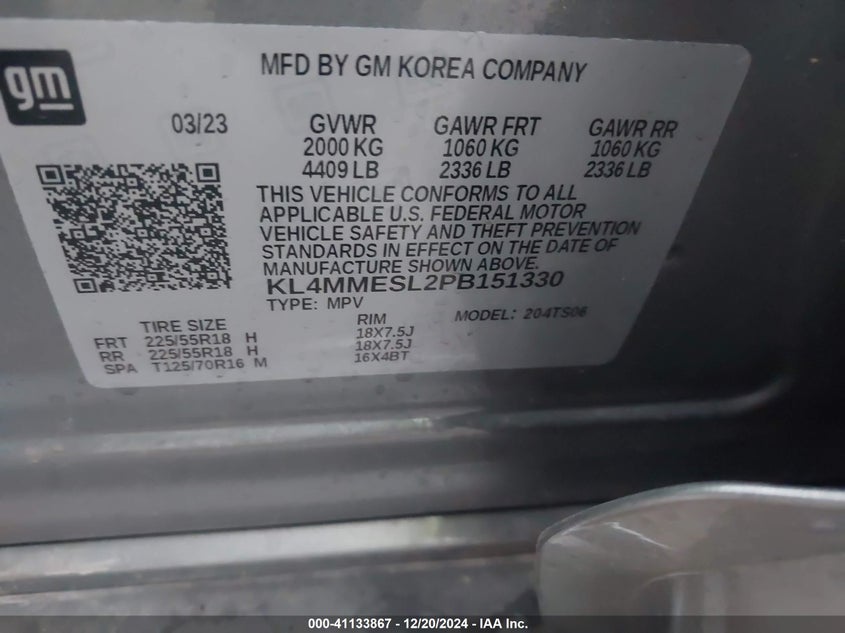 gm
MFD BY GM KOREA COMPANY
03/23 GVWR GAWR FRT GAWR RR
2000 KG 1060 KG 1060 KG
4409 LB 2336 LB 2336 LB
THIS VEHICLE CONFORMS TO ALL
APPLICABLE U.S. FEDERAL MOTOR
VEHICLE SAFETY AND THEFT PREVENTION
STANDARDS IN EFFECT ON THE DATE OF
MANUFACTURE SHOWN ABOVE.
KL4MMESL2PB151330
TYPE: MPV MODEL: 204TS06
TIRE SIZE RIM
FRT 225/55R18 H 18X7.5J
RR 225/55R18 H 18X7.5J
SPA T125/70R16 M 16X4BT
000-41133867 - 12/20/2024 - IAA Inc.